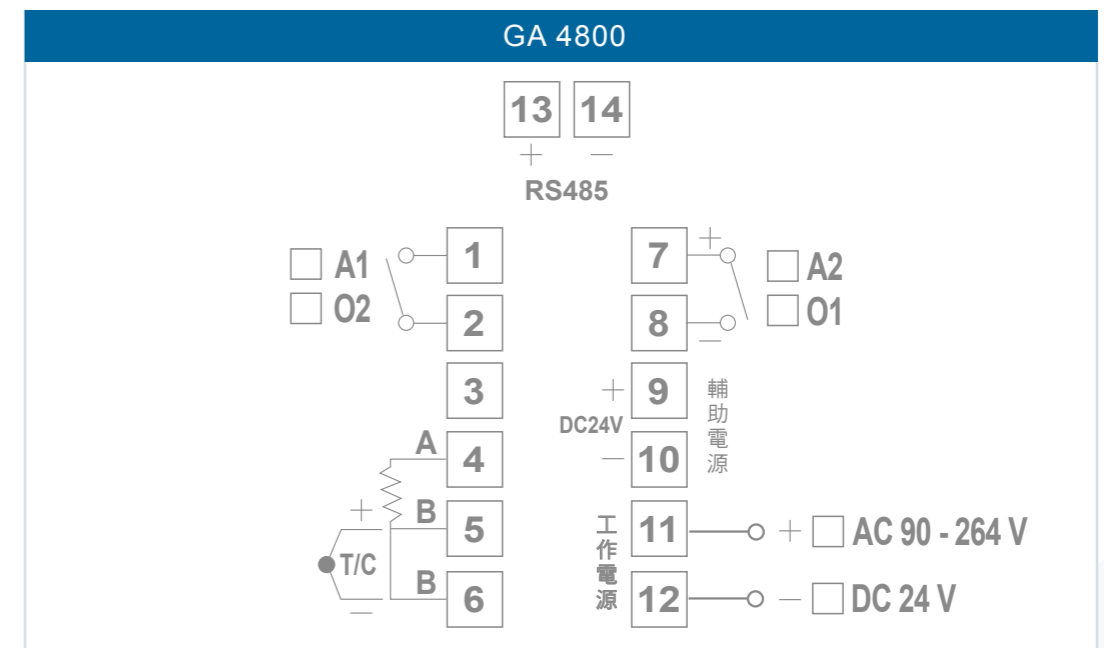 GA 4800
13 14
+ −
RS485
A1
O2
1
2
3
A 4
+ B 5
T/C
− B 6
7 +
8 −
A2
O1
+ 9
DC24V
− 10
輔助電源
工作電源
11 + AC 90 - 264 V
12 − DC 24 V